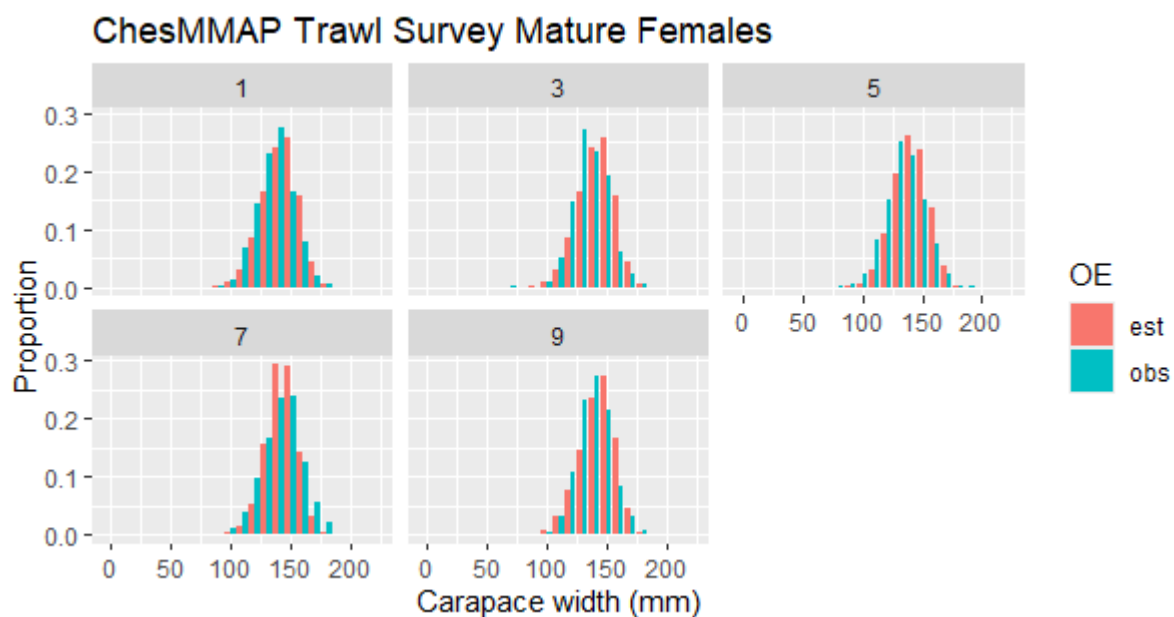 ChesMMAP Trawl Survey Mature Females
1
3
5
0.3
0.2
0.1
0.0
0 50 100 150 200
7
9
0.3
0.2
0.1
0.0
0 50 100 150 200
0 50 100 150 200
Proportion
Carapace width (mm)
OE
est
obs